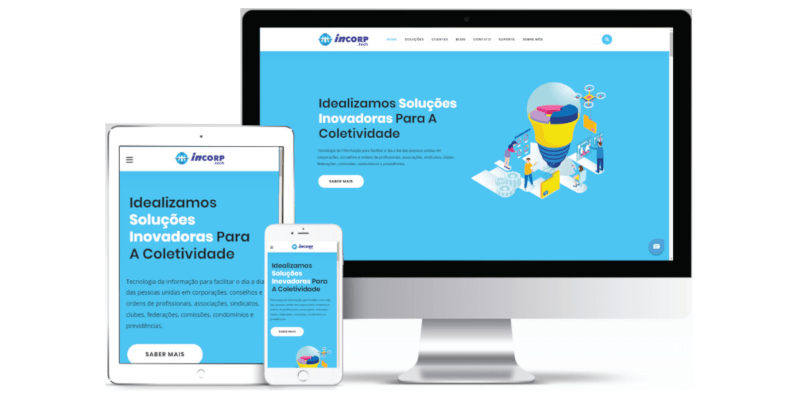 incorp
.tech
HOME SOLUÇÕES CLIENTES BLOG CONTATO SUPORTE SOBRE NÓS
Idealizamos Soluções
Inovadoras Para A
Coletividade
Tecnologia da Informação para facilitar o dia a dia das pessoas unidas em
corporações, conselhos e ordens de profissionais, associações, sindicatos, clubes,
federações, comissões, condomínios e previdências.
SABER MAIS
incorp
Idealizamos
Soluções
Inovadoras Para
A Coletividade
Tecnologia da Informação para facilitar o dia a dia
das pessoas unidas em corporações, conselhos e
ordens de profissionais, associações, sindicatos,
clubes, federações, comissões, condomínios e
previdências.
SABER MAIS
incorp
Idealizamos
Soluções
Inovadoras Para
A Coletividade
SABER MAIS